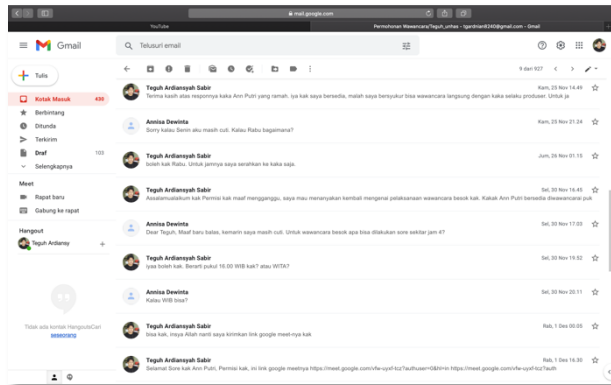 mail.google.com
YouTube
Permohonan Wawancara/Teguh_unhas - tgardnian8240@gmail.com - Gmail
Gmail
Telusuri email
Tulis
9 dari 927
Kotak Masuk 450
Berbintang
Ditunda
Terkirim
Draf 103
Selengkapnya
Meet
Rapat baru
Gabung ke rapat
Hangout
Teguh Ardiansy
Tidak ada kontak HangoutsCari
seseorang
Teguh Ardiansyah Sabir Kam, 25 Nov 14.49
Terima kasih atas responnya kaka Ann Putri yang ramah. iya kak saya bersedia, malah saya bersyukur bisa wawancara langsung dengan kaka selaku produser. Untuk ja
Annisa Dewinta Kam, 25 Nov 21.24
Sorry kalau Senin aku masih cuti. Kalau Rabu bagaimana?
Teguh Ardiansyah Sabir Jum, 26 Nov 01.15
boleh kak Rabu. Untuk jamnya saya serahkan ke kaka saja.
Teguh Ardiansyah Sabir Sel, 30 Nov 16.45
Assalamualaikum kak Permisi kak maaf mengganggu, saya mau menanyakan kembali mengenai pelaksanaan wawancara besok kak. Kakak Ann Putri bersedia diwawancarai puk
Annisa Dewinta Sel, 30 Nov 17.03
Dear Teguh, Maaf baru balas, kemarin saya masih cuti. Untuk wawancara besok apa bisa dilakukan sore sekitar jam 4?
Teguh Ardiansyah Sabir Sel, 30 Nov 19.52
iyaa boleh kak. Berarti pukul 16.00 WIB kak? atau WITA?
Annisa Dewinta Sel, 30 Nov 20.11
Kalau WIB bisa?
Teguh Ardiansyah Sabir Rab, 1 Des 00.05
bisa kak, insya Allah nanti saya kirimkan link google meet-nya kak
Teguh Ardiansyah Sabir Rab, 1 Des 16.30
Selamat Sore kak Ann Putri. Permisi kak, ini link google meetnya